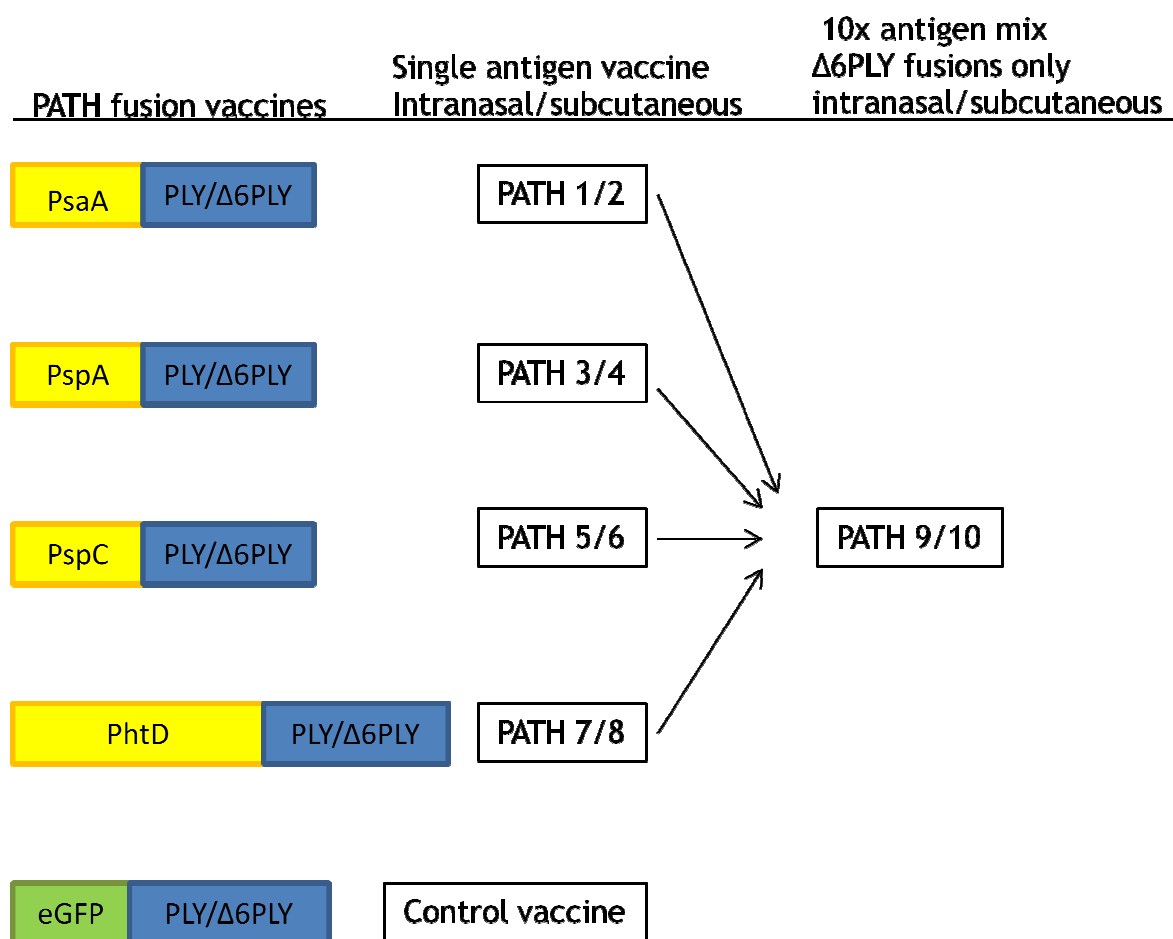 10x antigen mix
Δ6PLY fusions only
intranasal/subcutaneous
Single antigen vaccine
Intranasal/subcutaneous
PATH fusion vaccines
PsaA PLY/Δ6PLY PATH 1/2
PspA PLY/Δ6PLY PATH 3/4
PspC PLY/Δ6PLY PATH 5/6 PATH 9/10
PhtD PLY/Δ6PLY PATH 7/8
eGFP PLY/Δ6PLY Control vaccine